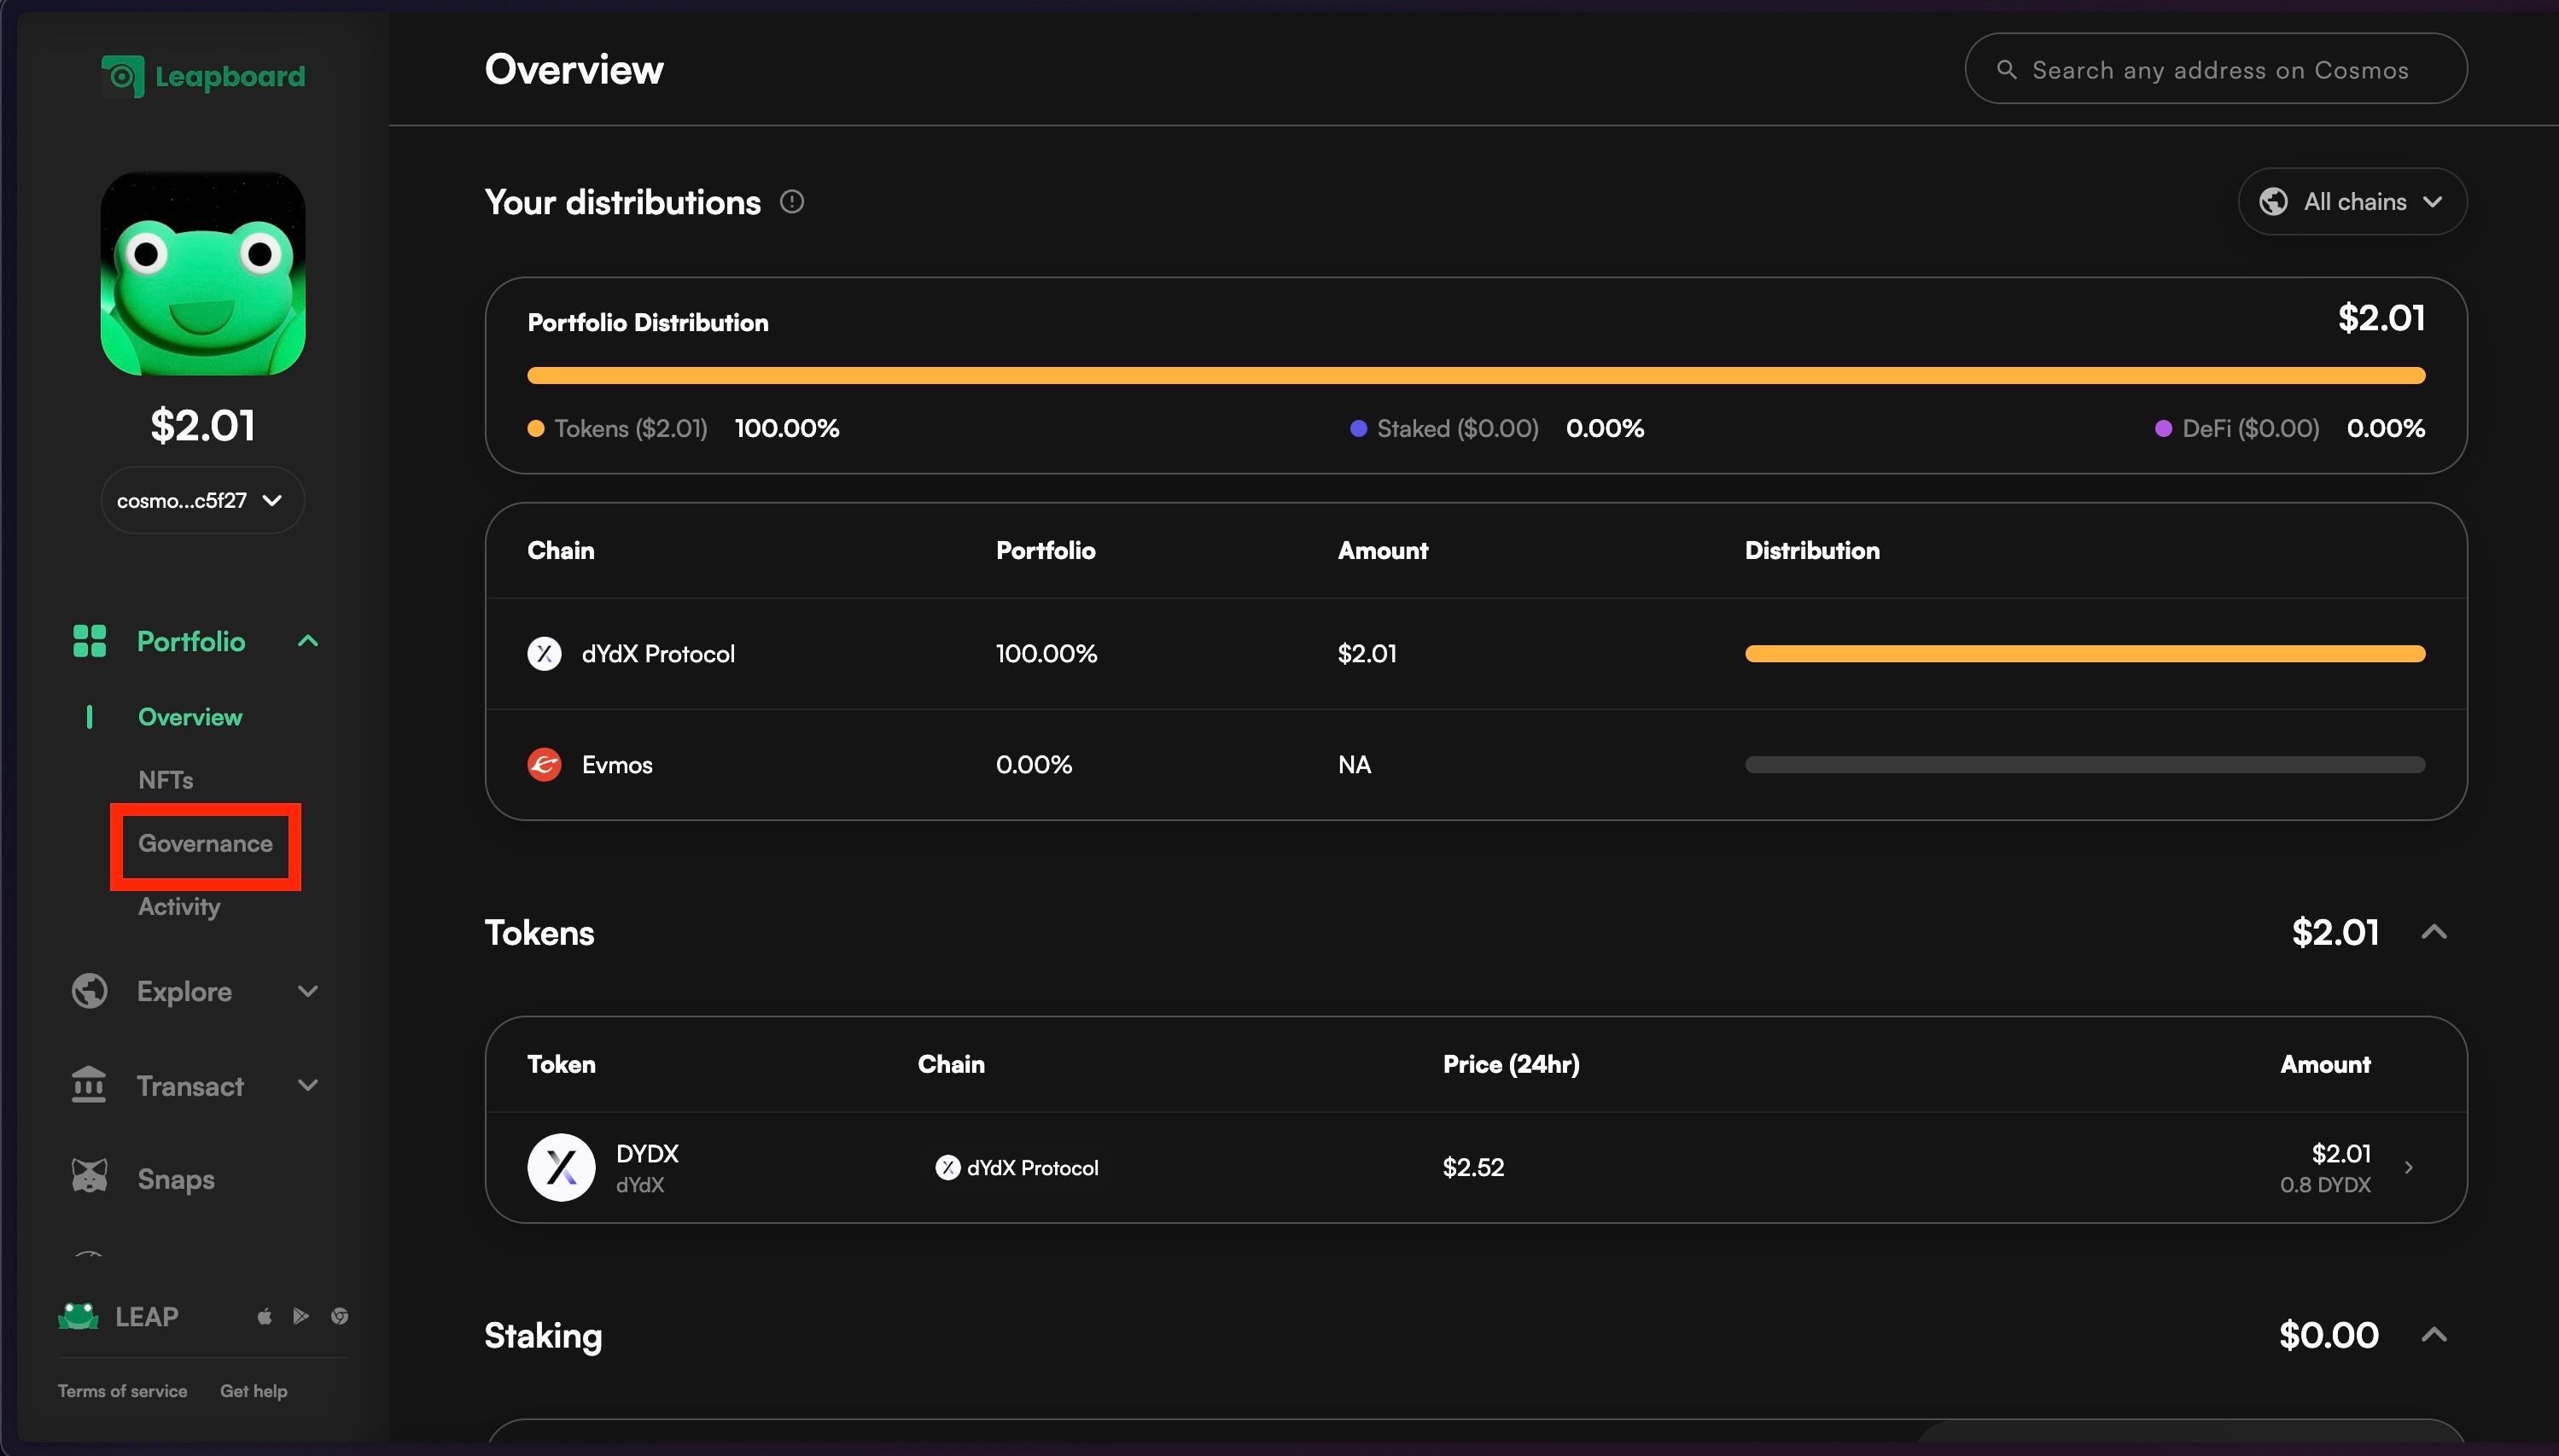 Leapboard
$2.01
cosmo...c5f27
Portfolio
Overview
NFTs
Governance
Activity
Explore
Transact
Snaps
LEAP
Terms of service Get help
Overview
Search any address on Cosmos
Your distributions
All chains
Portfolio Distribution $2.01
Tokens ($2.01) 100.00% Staked ($0.00) 0.00% DeFi ($0.00) 0.00%
Chain Portfolio Amount Distribution
dYdX Protocol 100.00% $2.01
Evmos 0.00% NA
Tokens $2.01
Token Chain Price (24hr) Amount
DYDX dYdX Protocol $2.52 $2.01
dYdX 0.8 DYDX
Staking $0.00